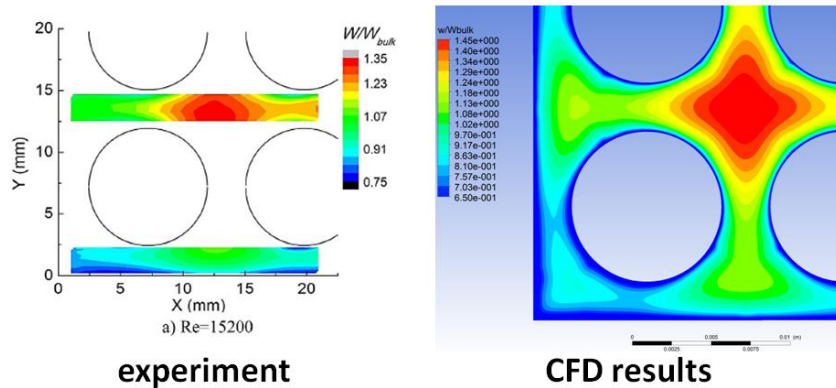 W/W bulk
1.35
1.23
1.07
0.91
0.75
Y (mm)
20
15
10
5
0
0 5 10 15 20
X (mm)
a) Re=15200
w/Wbulk
1.45e+000
1.40e+000
1.34e+000
1.29e+000
1.24e+000
1.18e+000
1.13e+000
1.08e+000
1.02e+000
9.70e-001
9.17e-001
8.63e-001
8.10e-001
7.57e-001
7.03e-001
6.50e-001
0 0.005 0.01 (m)
0.0025 0.0075
experiment
CFD results